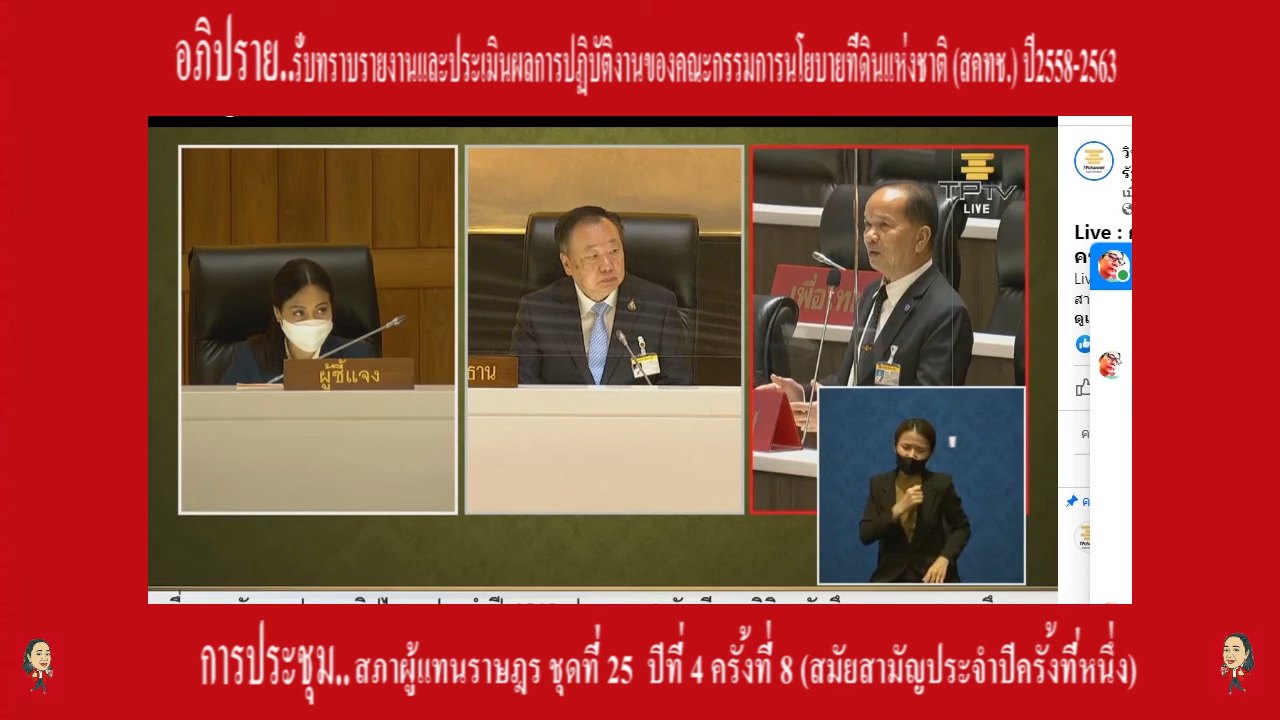 อภิปราย..รับทราบรายงานและประเมินผลการปฏิบัติงานของคณะกรรมการนโยบายที่ดินแห่งชาติ (สคทช.) ปี2558-2563
TPTV
LIVE
TPchannel
Live :
เพื่อไทย
ผู้ชี้แจง
ธาน
การประชุม.. สภาผู้แทนราษฎร ชุดที่ 25 ปีที่ 4 ครั้งที่ 8 (สมัยสามัญประจำปีครั้งที่หนึ่ง)